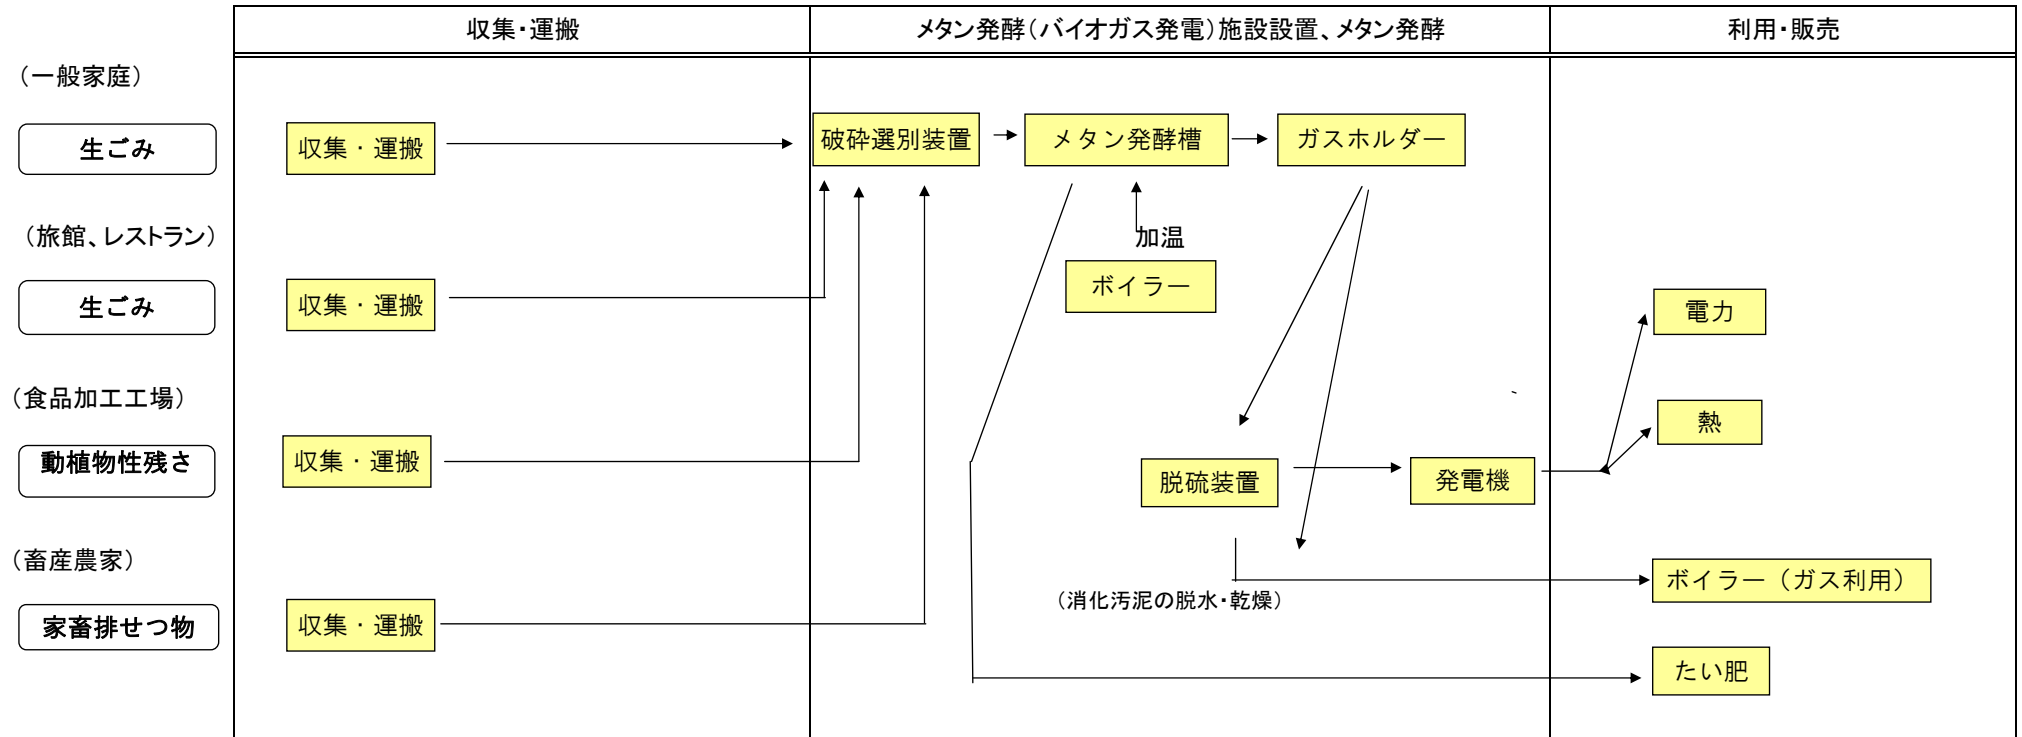 収集・運搬
メタン発酵（バイオガス発電）施設設置、メタン発酵
利用・販売
（一般家庭）
生ごみ
収集・運搬
破砕選別装置
メタン発酵槽
ガスホルダー
（旅館、レストラン）
加温
生ごみ
収集・運搬
ボイラー
電力
（食品加工工場）
熱
動植物性残さ
収集・運搬
脱硫装置
発電機
（畜産農家）
ボイラー（ガス利用）
（消化汚泥の脱水・乾燥）
家畜排せつ物
収集・運搬
たい肥